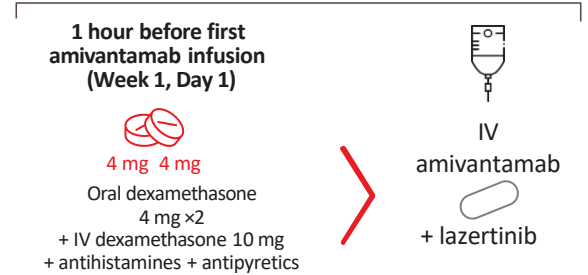 1 hour before first
amivantamab infusion
(Week 1, Day 1)
4 mg 4 mg
Oral dexamethasone
4 mg ×2
+ IV dexamethasone 10 mg
+ antihistamines + antipyretics
IV
amivantamab
+ lazertinib